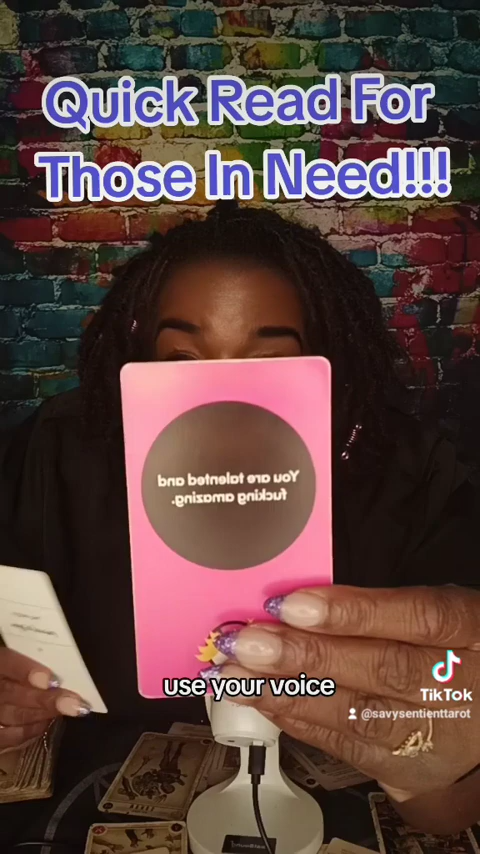 Quick Read For
Those In Need!!!
You are talented and
fucking amazing.
use your voice
TikTok
@savysentienttarot